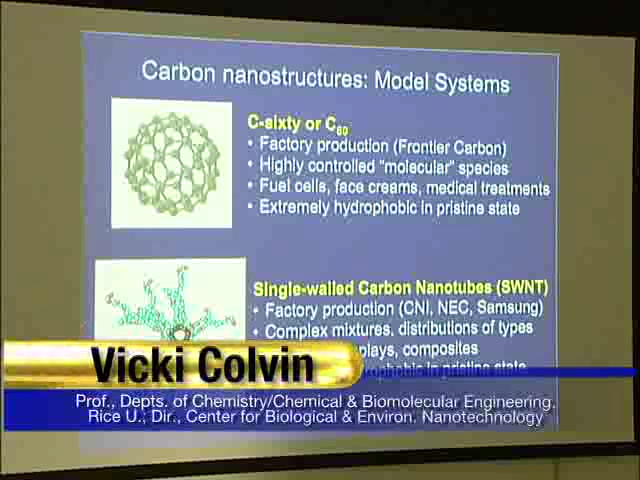 Carbon nanostructures: Model Systems
C-sixty or C60
• Factory production (Frontier Carbon)
• Highly controlled "molecular" species
• Fuel cells, face creams, medical treatments
• Extremely hydrophobic in pristine state
Single-walled Carbon Nanotubes (SWNT)
• Factory production (CNI, NEC, Samsung)
• Complex mixtures, distributions of types
composites
in pristine state
Vicki Colvin
Prof., Depts. of Chemistry/Chemical & Biomolecular Engineering,
Rice U.; Dir., Center for Biological & Environ. Nanotechnology